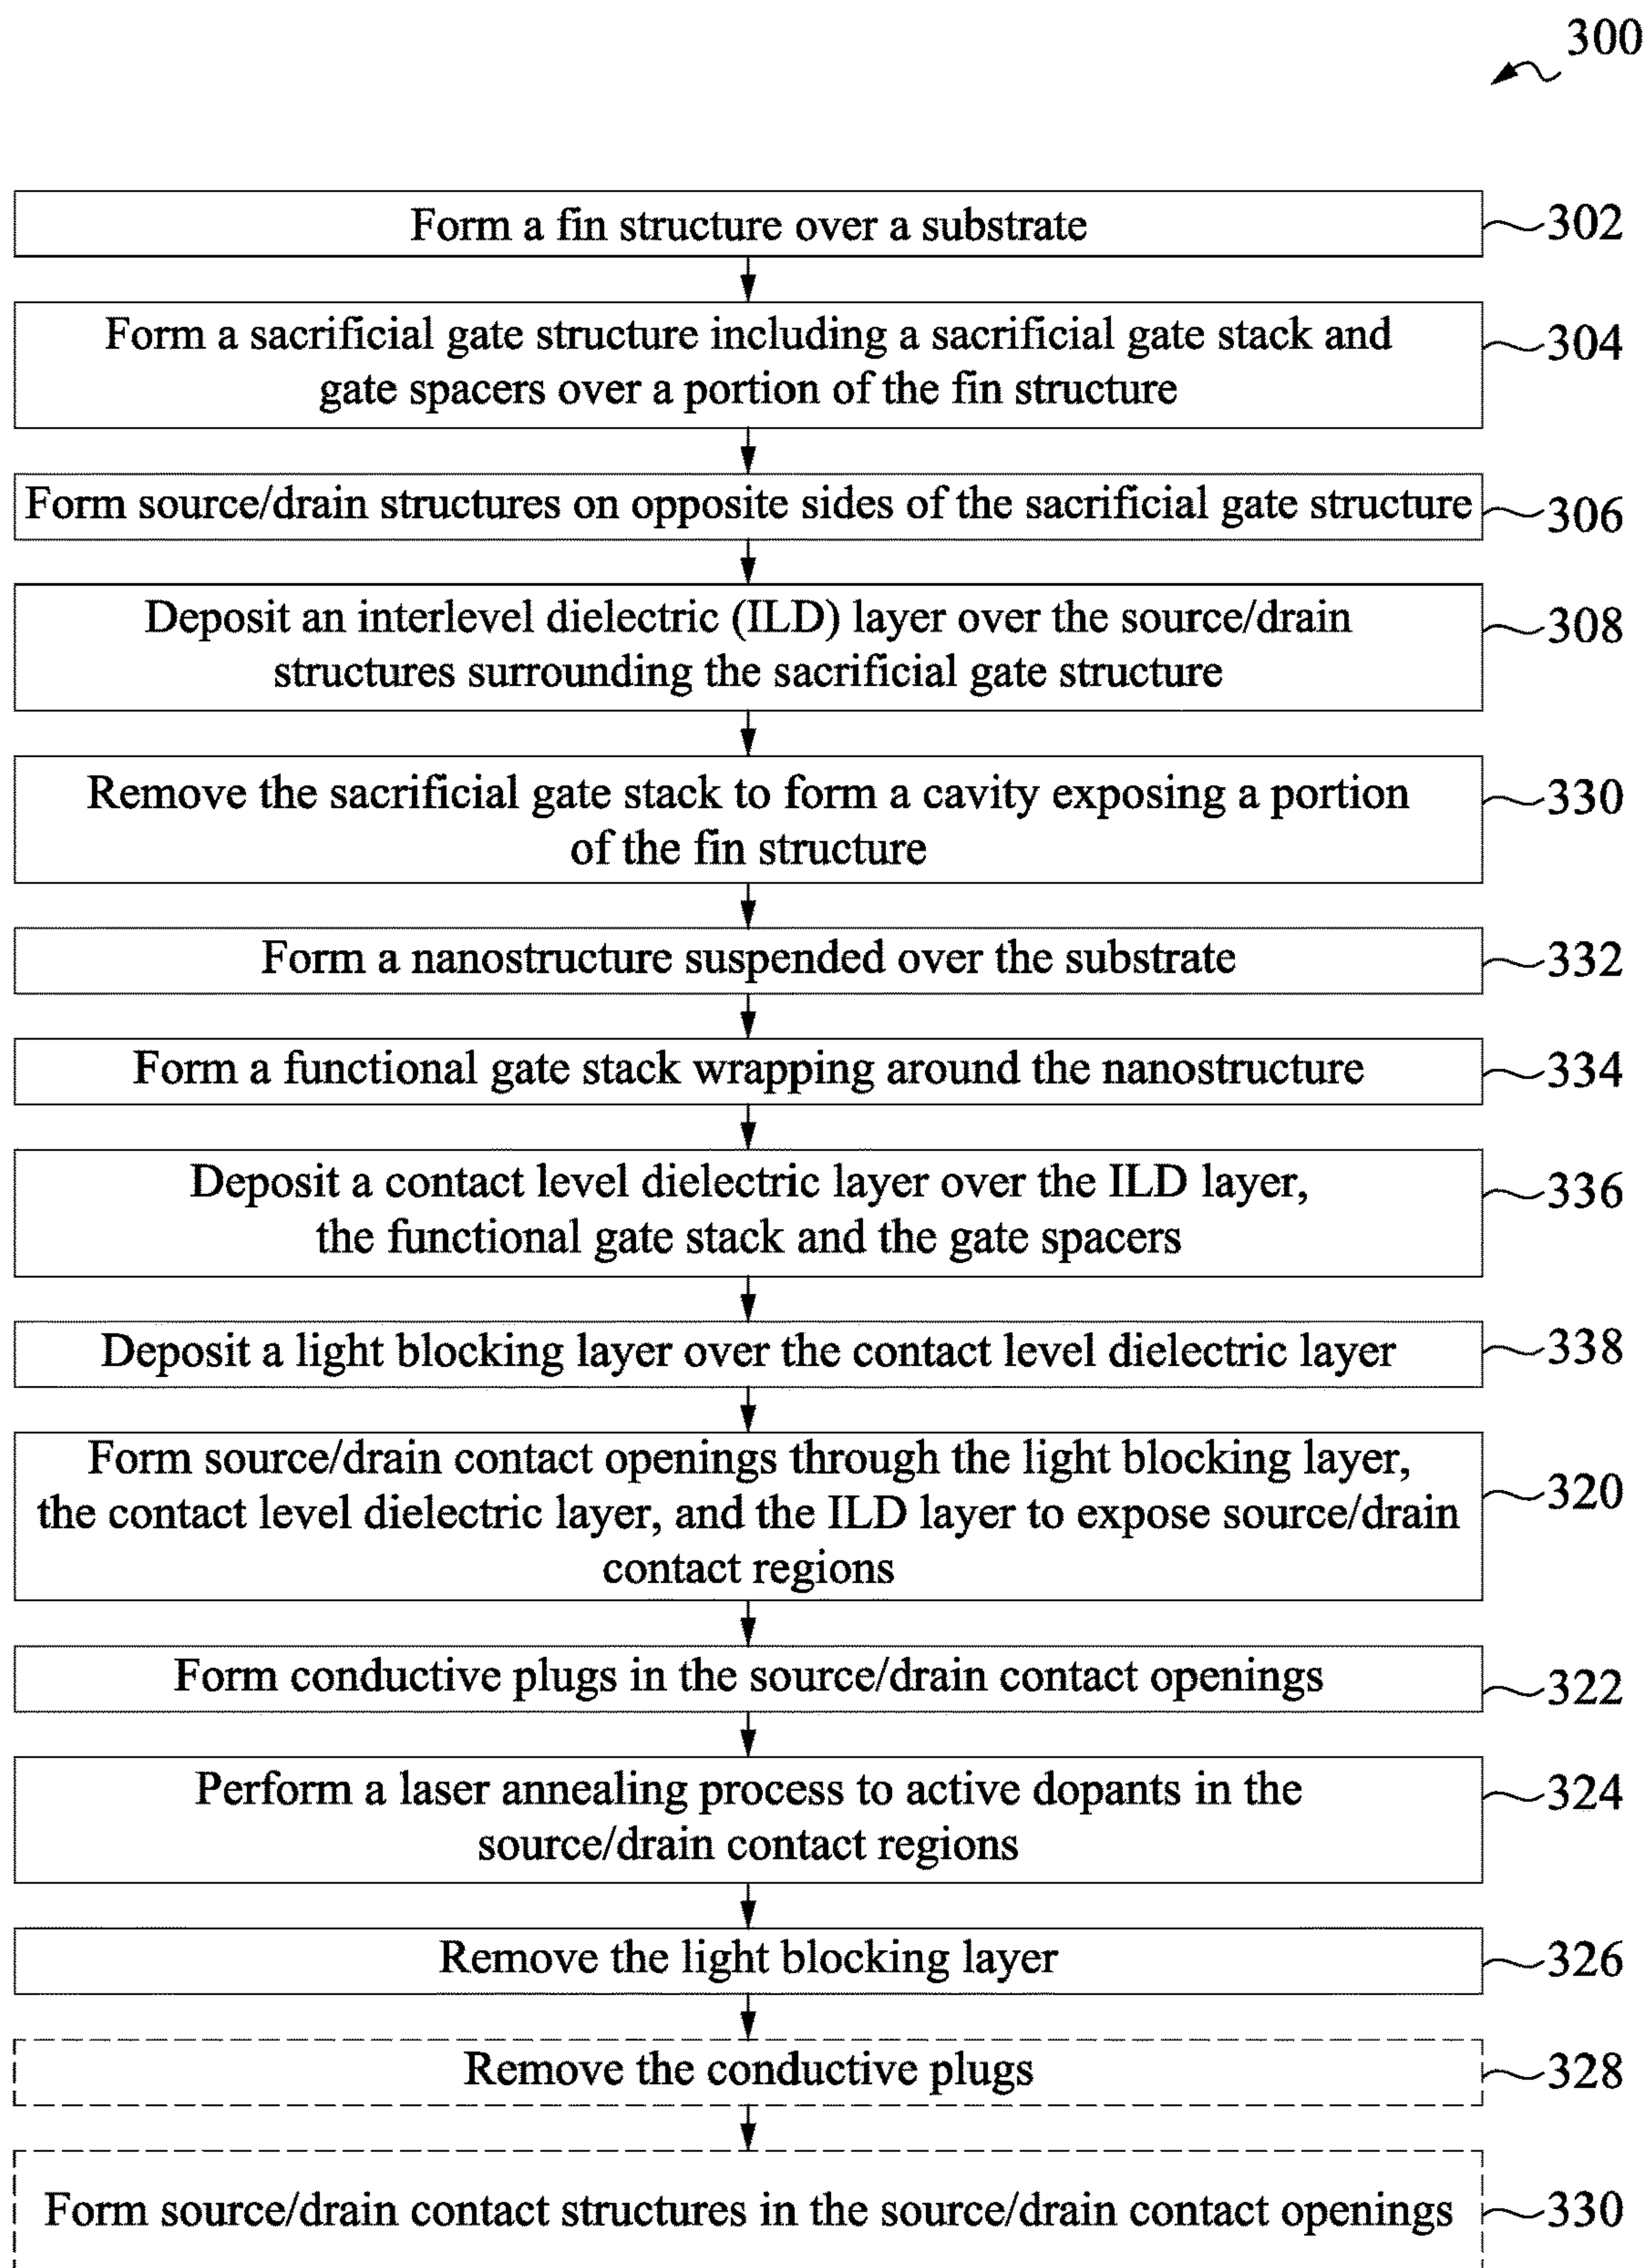 300
Form a fin structure over a substrate
302
Form a sacrificial gate structure including a sacrificial gate stack and
gate spacers over a portion of the fin structure
304
Form source/drain structures on opposite sides of the sacrificial gate structure
306
Deposit an interlevel dielectric (ILD) layer over the source/drain
structures surrounding the sacrificial gate structure
308
Remove the sacrificial gate stack to form a cavity exposing a portion
of the fin structure
330
Form a nanostructure suspended over the substrate
332
Form a functional gate stack wrapping around the nanostructure
334
Deposit a contact level dielectric layer over the ILD layer,
the functional gate stack and the gate spacers
336
Deposit a light blocking layer over the contact level dielectric layer
338
Form source/drain contact openings through the light blocking layer,
the contact level dielectric layer, and the ILD layer to expose source/drain
contact regions
320
Form conductive plugs in the source/drain contact openings
322
Perform a laser annealing process to active dopants in the
source/drain contact regions
324
Remove the light blocking layer
326
Remove the conductive plugs
328
Form source/drain contact structures in the source/drain contact openings
330